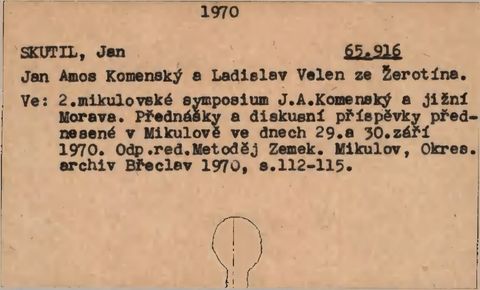 1970
SKUTIL, Jan 65.916
Jan Amos Komenský a Ladislav Velen ze Žerotína.
Ve: 2.mikulovské symposium J.A.Komenský a jižní
Morava. Přednášky a diskusní příspěvky před-
nesené v Mikulově ve dnech 29.a 30.září
1970. Odp.red.Metoděj Zemek. Mikulov, Okres.
archiv Břeclav 1970, s.112-115.